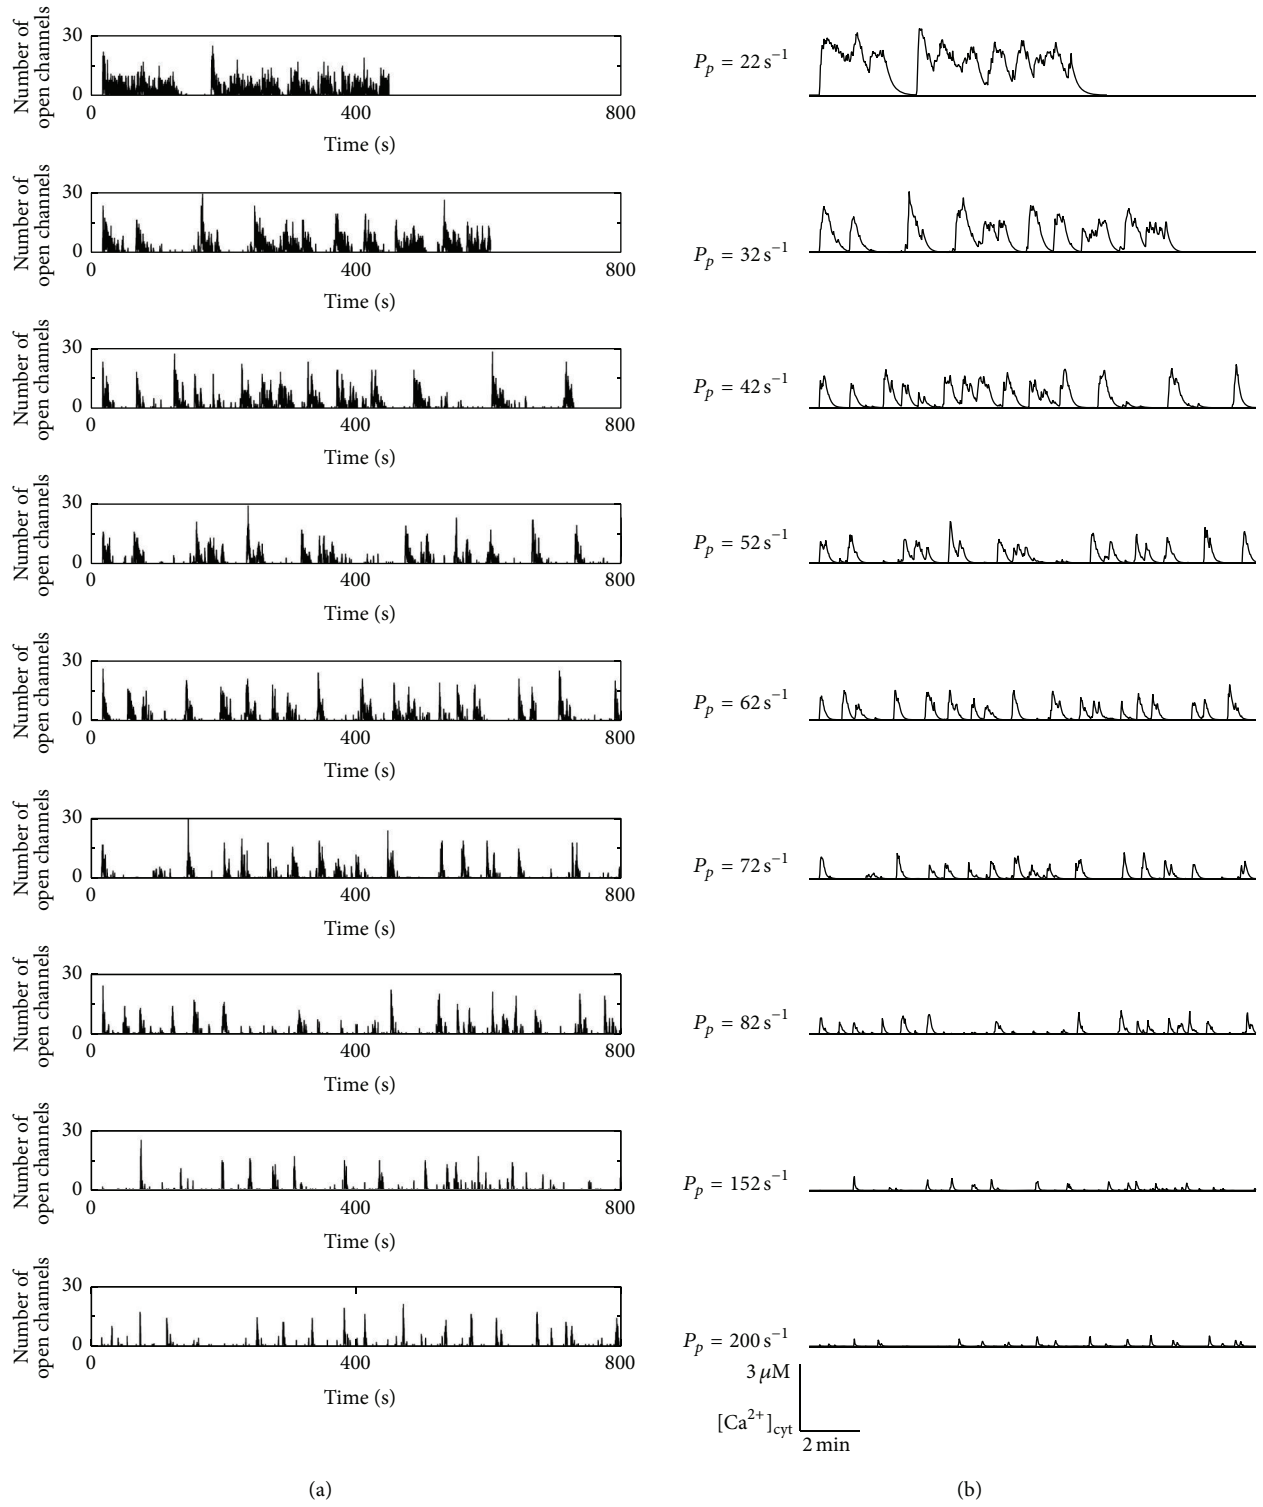 Number of
open channels
30
0
0
400
800
Time (s)
P_p = 22 s⁻¹
Number of
open channels
30
0
0
400
800
Time (s)
P_p = 32 s⁻¹
Number of
open channels
30
0
0
400
800
Time (s)
P_p = 42 s⁻¹
Number of
open channels
30
0
0
400
800
Time (s)
P_p = 52 s⁻¹
Number of
open channels
30
0
0
400
800
Time (s)
P_p = 62 s⁻¹
Number of
open channels
30
0
0
400
800
Time (s)
P_p = 72 s⁻¹
Number of
open channels
30
0
0
400
800
Time (s)
P_p = 82 s⁻¹
Number of
open channels
30
0
0
400
800
Time (s)
P_p = 152 s⁻¹
Number of
open channels
30
0
0
400
800
Time (s)
P_p = 200 s⁻¹
3 μM
[Ca²⁺]cyt
2 min
(a)
(b)